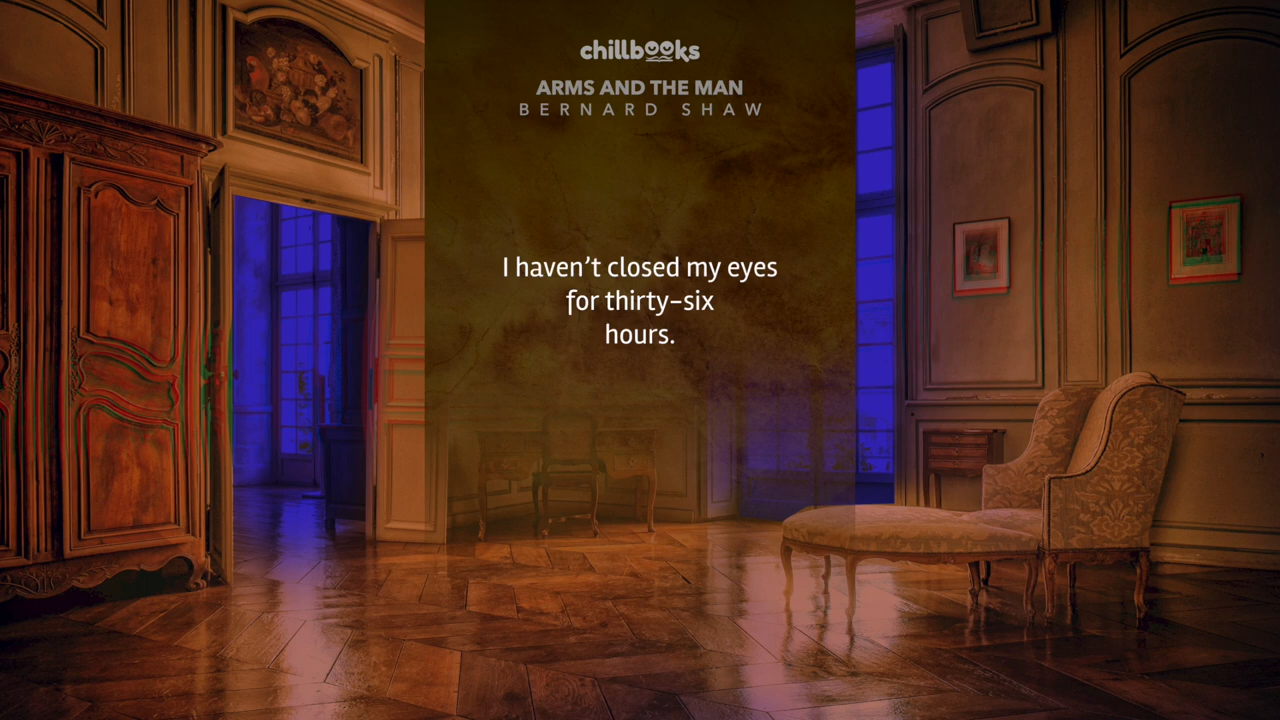 chillbooks
ARMS AND THE MAN
BERNARD SHAW
I haven’t closed my eyes
for thirty-six
hours.